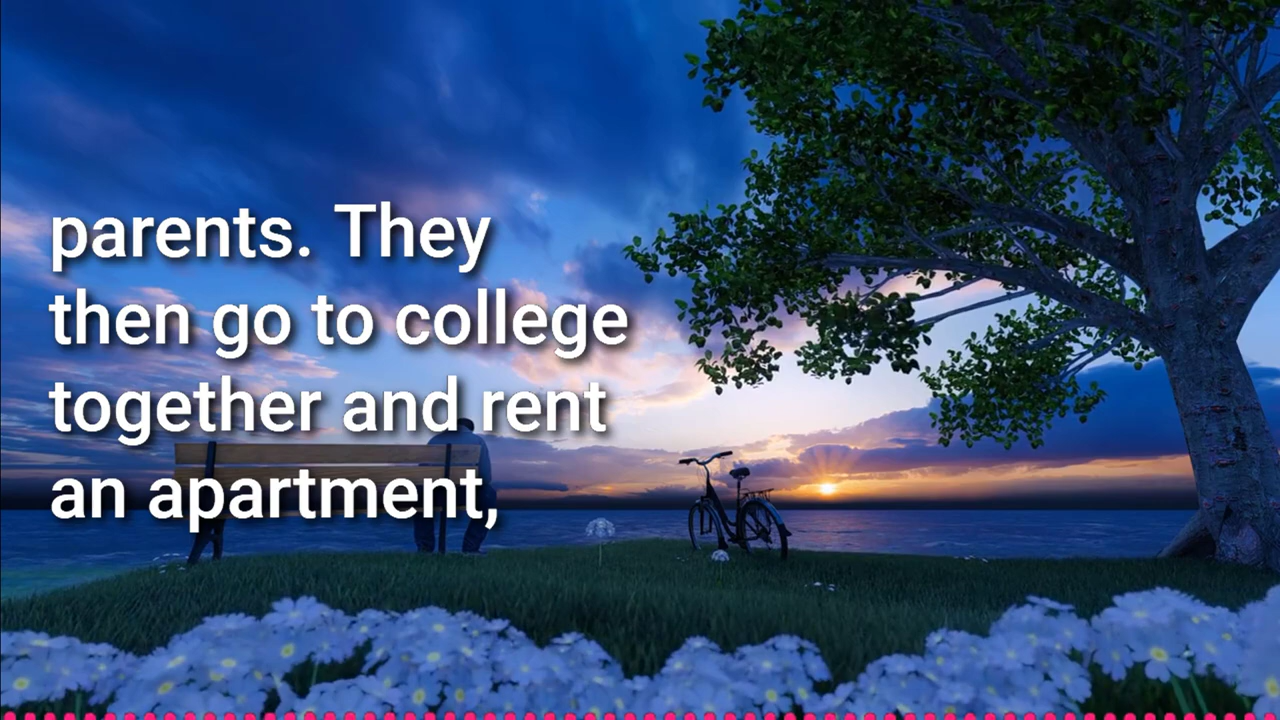 parents. They
then go to college
together and rent
an apartment,